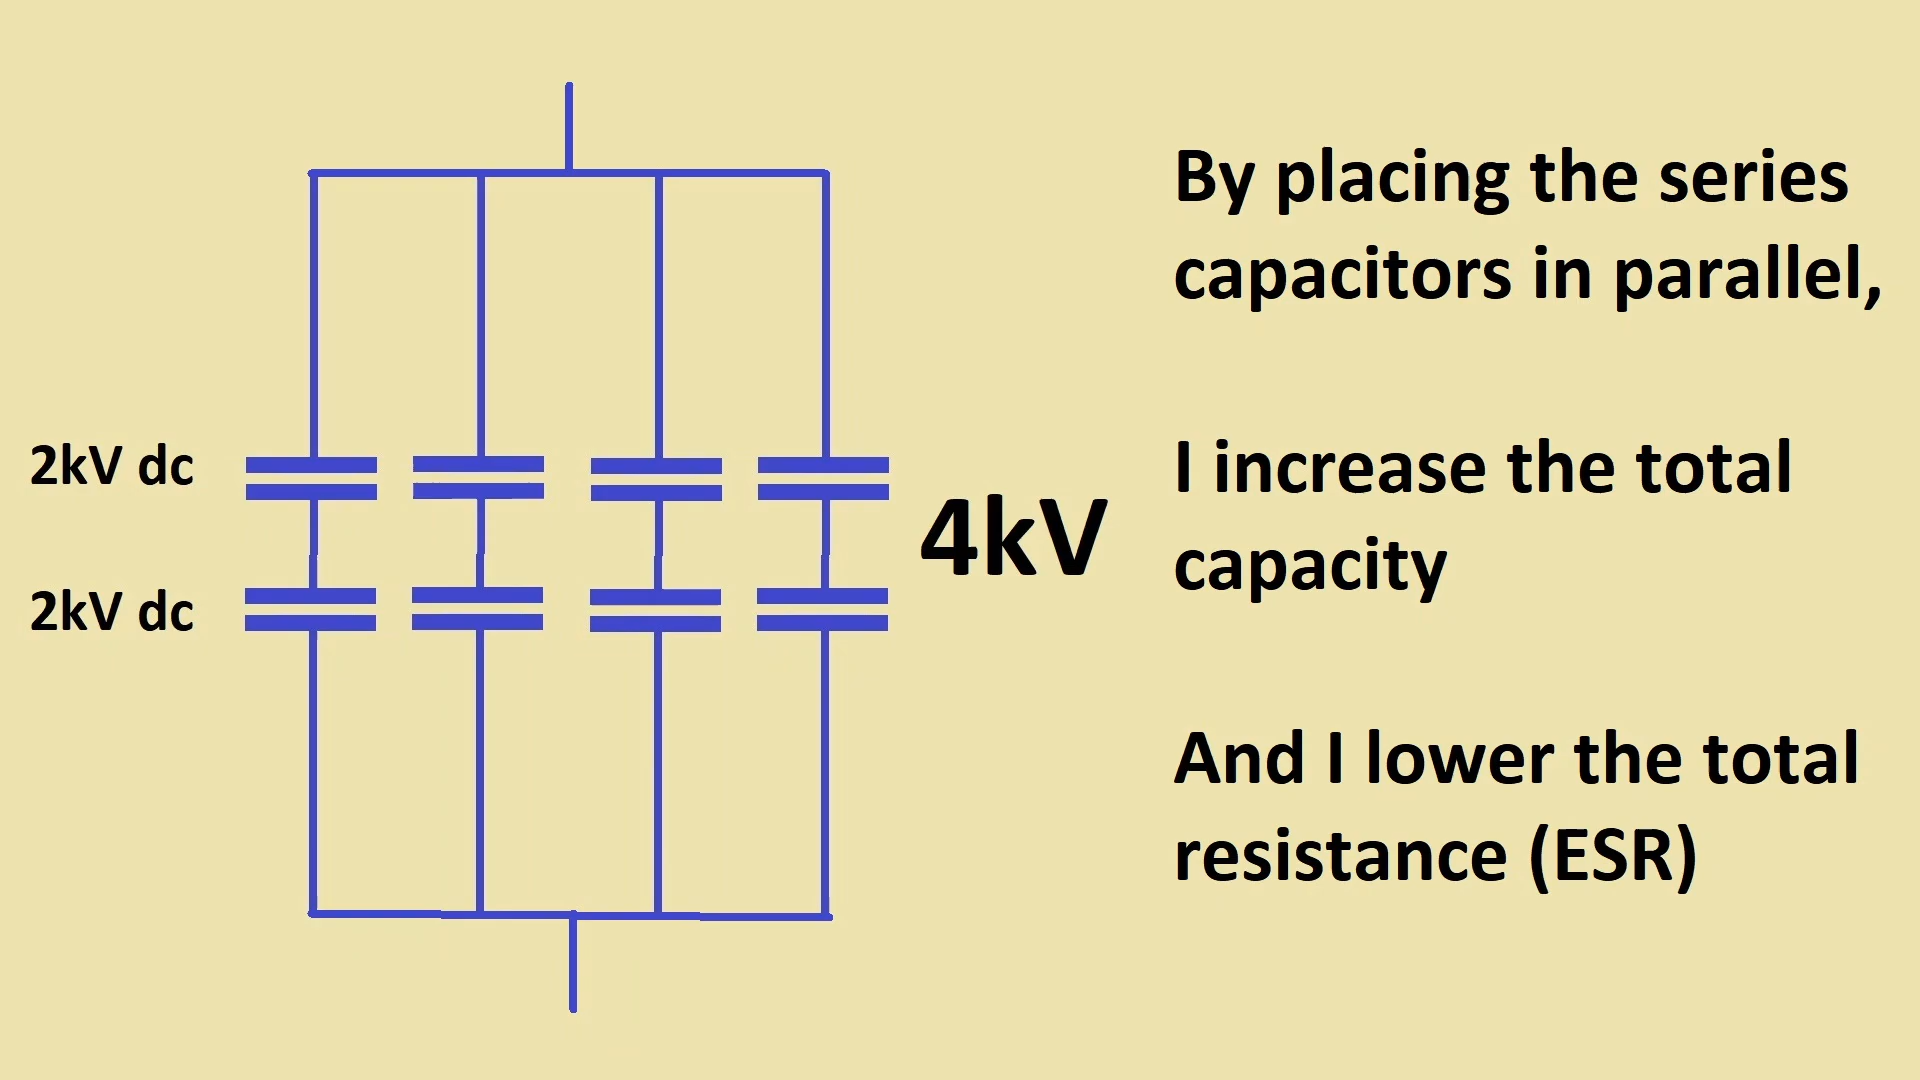 2kV dc
2kV dc
4kV
By placing the series
capacitors in parallel,
I increase the total
capacity
And I lower the total
resistance (ESR)